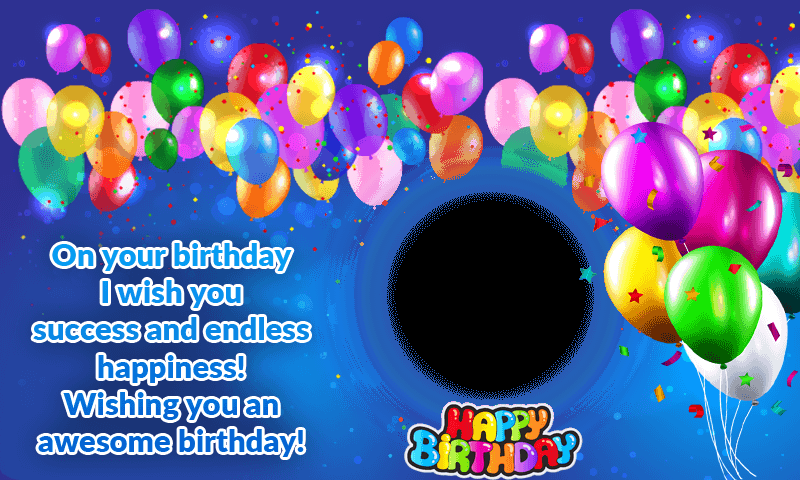 On your birthday
I wish you
success and endless
happiness!
Wishing you an
awesome birthday!
HAPPY
BIRTHDAY